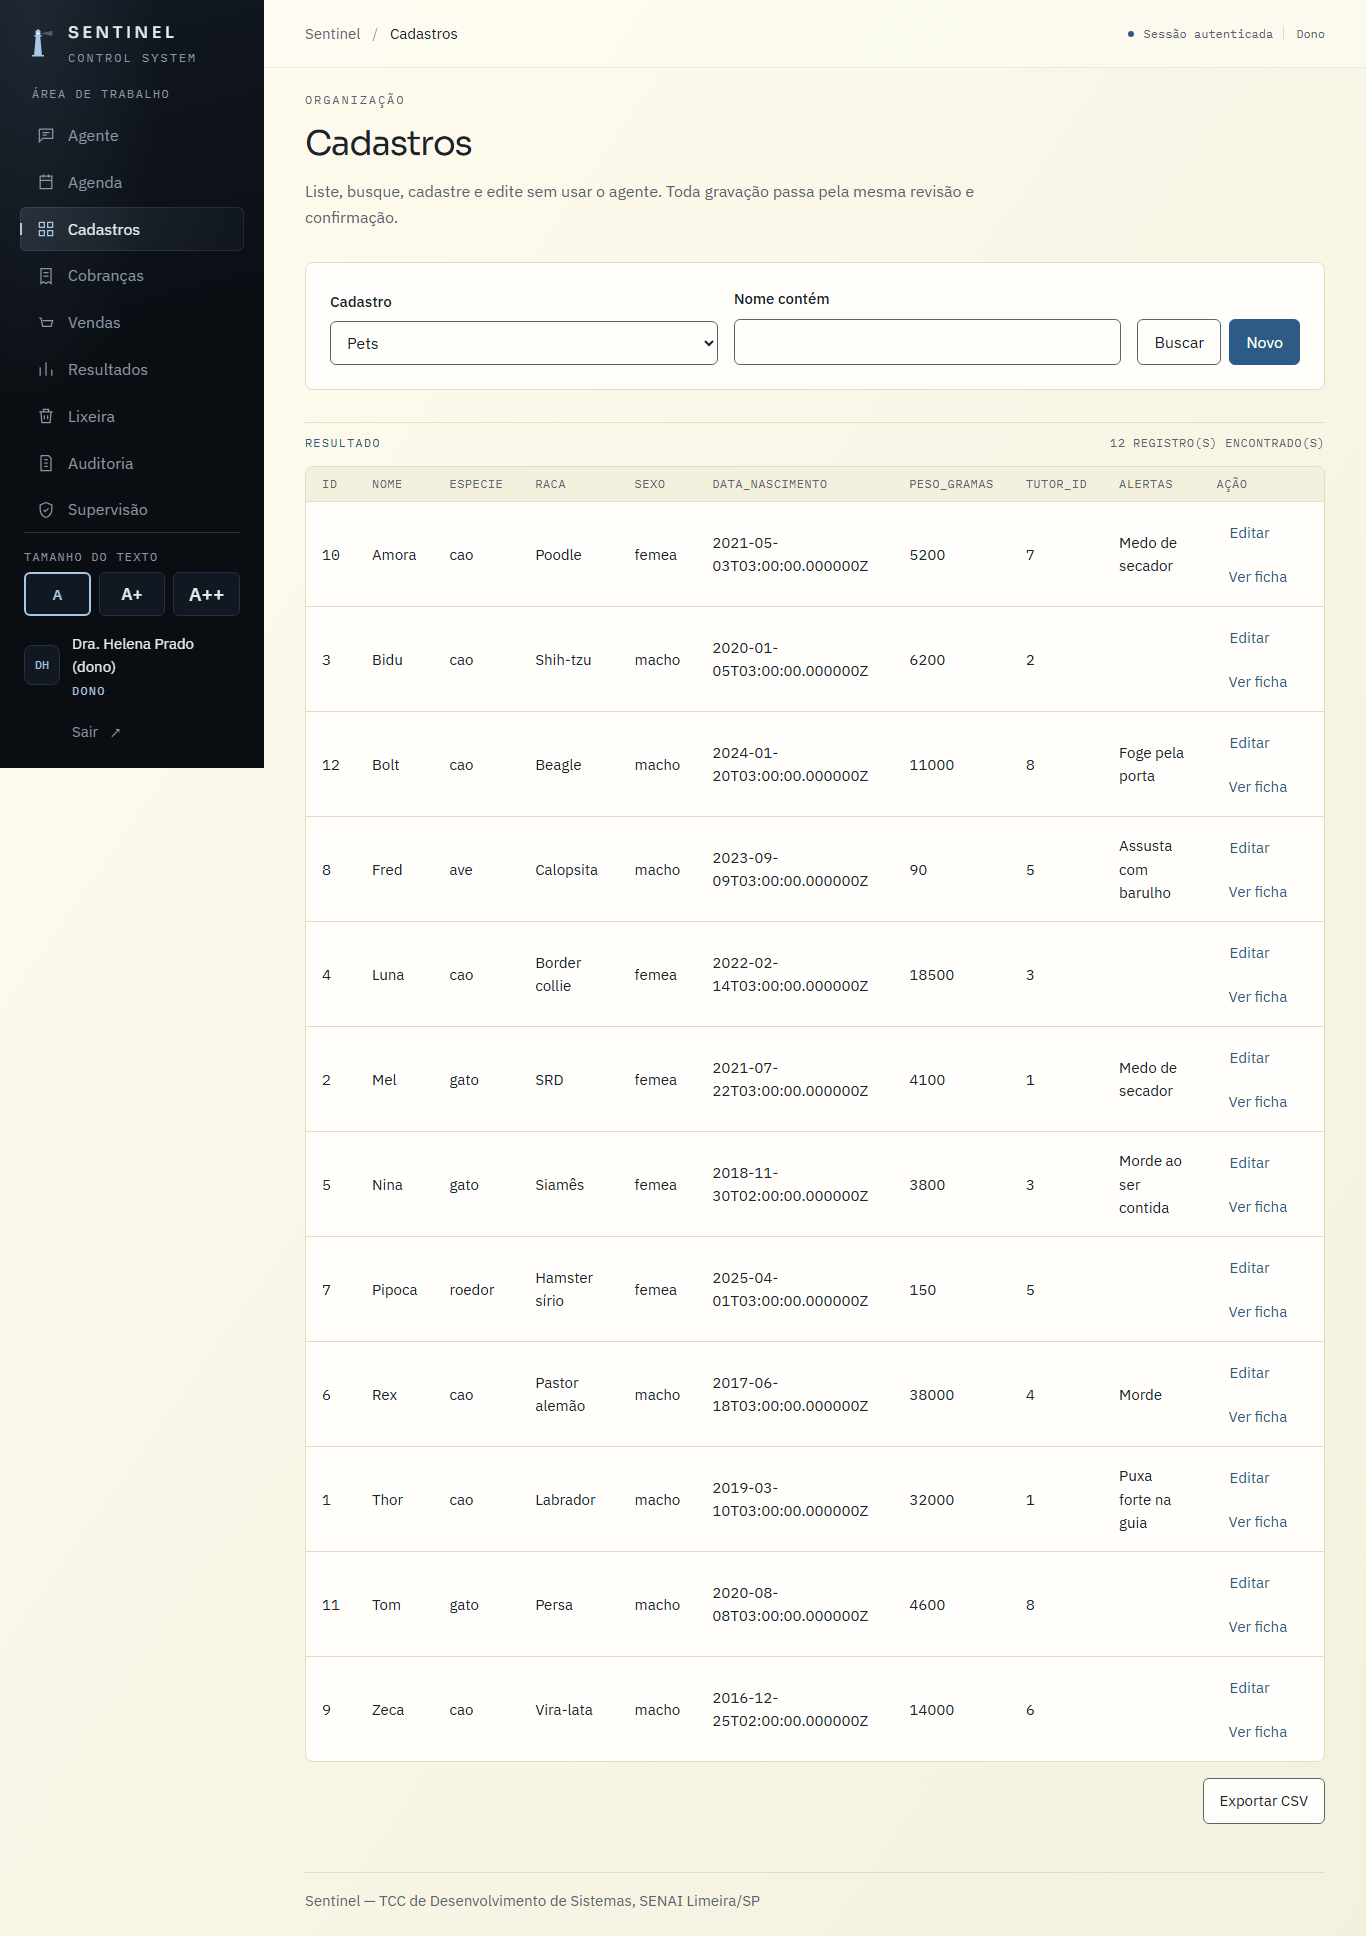 SENTINEL
CONTROL SYSTEM
ÁREA DE TRABALHO
Agente
Agenda
Cadastros
Cobranças
Vendas
Resultados
Lixeira
Auditoria
Supervisão
TAMANHO DO TEXTO
A A+ A++
DH
Dra. Helena Prado
(dono)
DONO
Sair ↗
Sentinel / Cadastros
Sessão autenticada Dono
ORGANIZAÇÃO
Cadastros
Liste, busque, cadastre e edite sem usar o agente. Toda gravação passa pela mesma revisão e
confirmação.
Cadastro
Pets
Nome contém
Buscar Novo
RESULTADO 12 REGISTRO(S) ENCONTRADO(S)
ID NOME ESPECIE RACA SEXO DATA_NASCIMENTO PESO_GRAMAS TUTOR_ID ALERTAS AÇÃO
10 Amora cao Poodle femea 2021-05-
03T03:00:00.000000Z 5200 7 Medo de
secador Editar
Ver ficha
3 Bidu cao Shih-tzu macho 2020-01-
05T03:00:00.000000Z 6200 2 Editar
Ver ficha
12 Bolt cao Beagle macho 2024-01-
20T03:00:00.000000Z 11000 8 Foge pela
porta Editar
Ver ficha
8 Fred ave Calopsita macho 2023-09-
09T03:00:00.000000Z 90 5 Assusta
com
barulho Editar
Ver ficha
4 Luna cao Border
collie femea 2022-02-
14T03:00:00.000000Z 18500 3 Editar
Ver ficha
2 Mel gato SRD femea 2021-07-
22T03:00:00.000000Z 4100 1 Medo de
secador Editar
Ver ficha
5 Nina gato Siamês femea 2018-11-
30T02:00:00.000000Z 3800 3 Morde ao
ser
contida Editar
Ver ficha
7 Pipoca roedor Hamster
sírio femea 2025-04-
01T03:00:00.000000Z 150 5 Editar
Ver ficha
6 Rex cao Pastor
alemão macho 2017-06-
18T03:00:00.000000Z 38000 4 Morde Editar
Ver ficha
1 Thor cao Labrador macho 2019-03-
10T03:00:00.000000Z 32000 1 Puxa
forte na
guia Editar
Ver ficha
11 Tom gato Persa macho 2020-08-
08T03:00:00.000000Z 4600 8 Editar
Ver ficha
9 Zeca cao Vira-lata macho 2016-12-
25T02:00:00.000000Z 14000 6 Editar
Ver ficha
Exportar CSV
Sentinel — TCC de Desenvolvimento de Sistemas, SENAI Limeira/SP